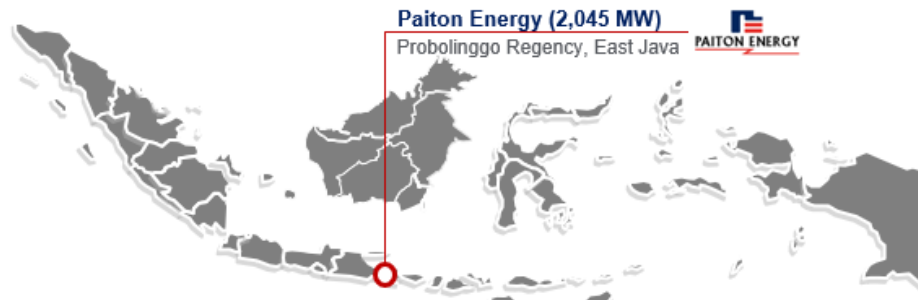 Paiton Energy (2,045 MW)
Probolinggo Regency, East Java
PAITON ENERGY